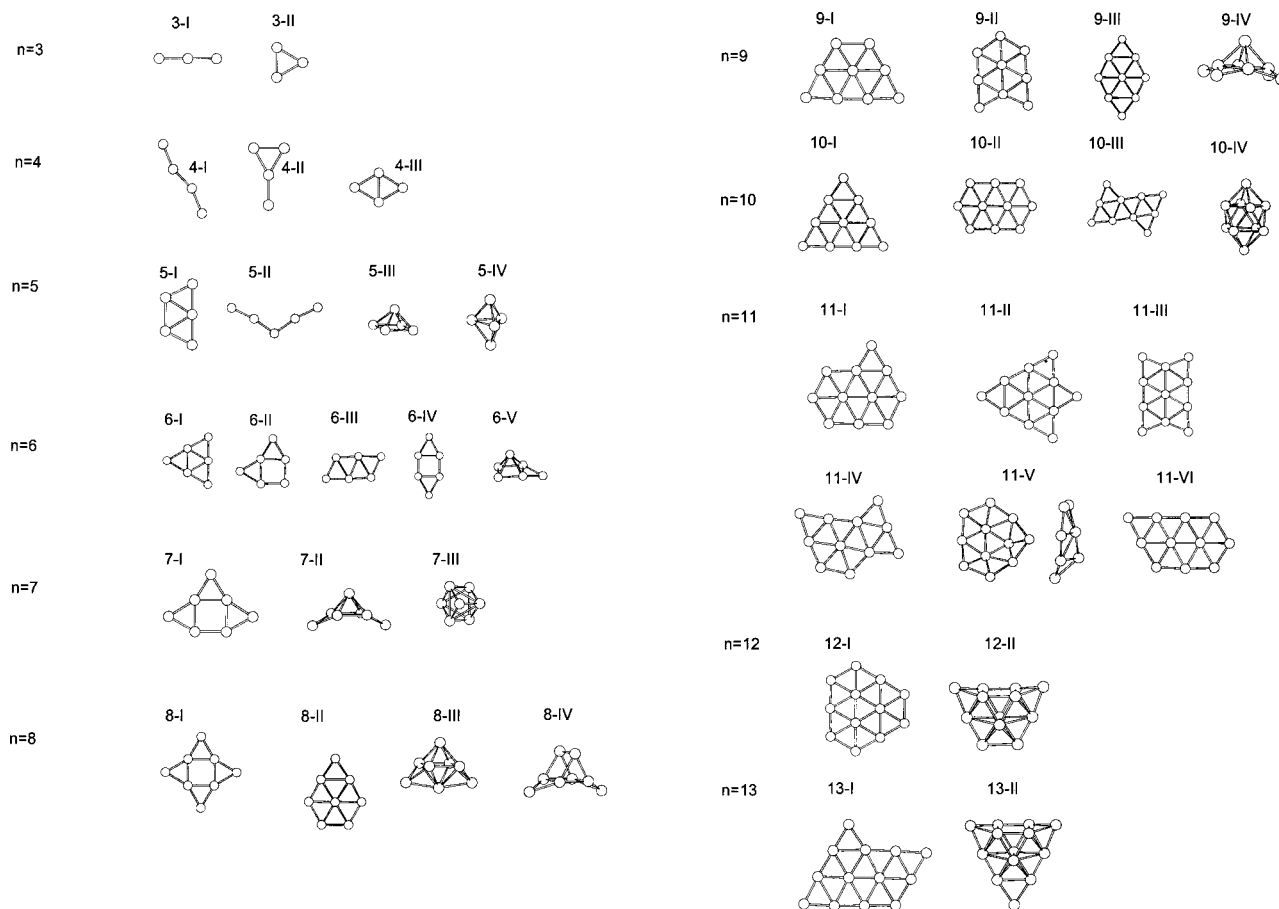 3-I 3-II
n=3
n=4
4-I 4-II 4-III
5-I 5-II 5-III 5-IV
n=5
6-I 6-II 6-III 6-IV 6-V
n=6
7-I 7-II 7-III
n=7
8-I 8-II 8-III 8-IV
n=8
9-I 9-II 9-III 9-IV
n=9
10-I 10-II 10-III 10-IV
n=10
n=11 11-I 11-II 11-III
11-IV 11-V 11-VI
n=12 12-I 12-II
n=13 13-I 13-II